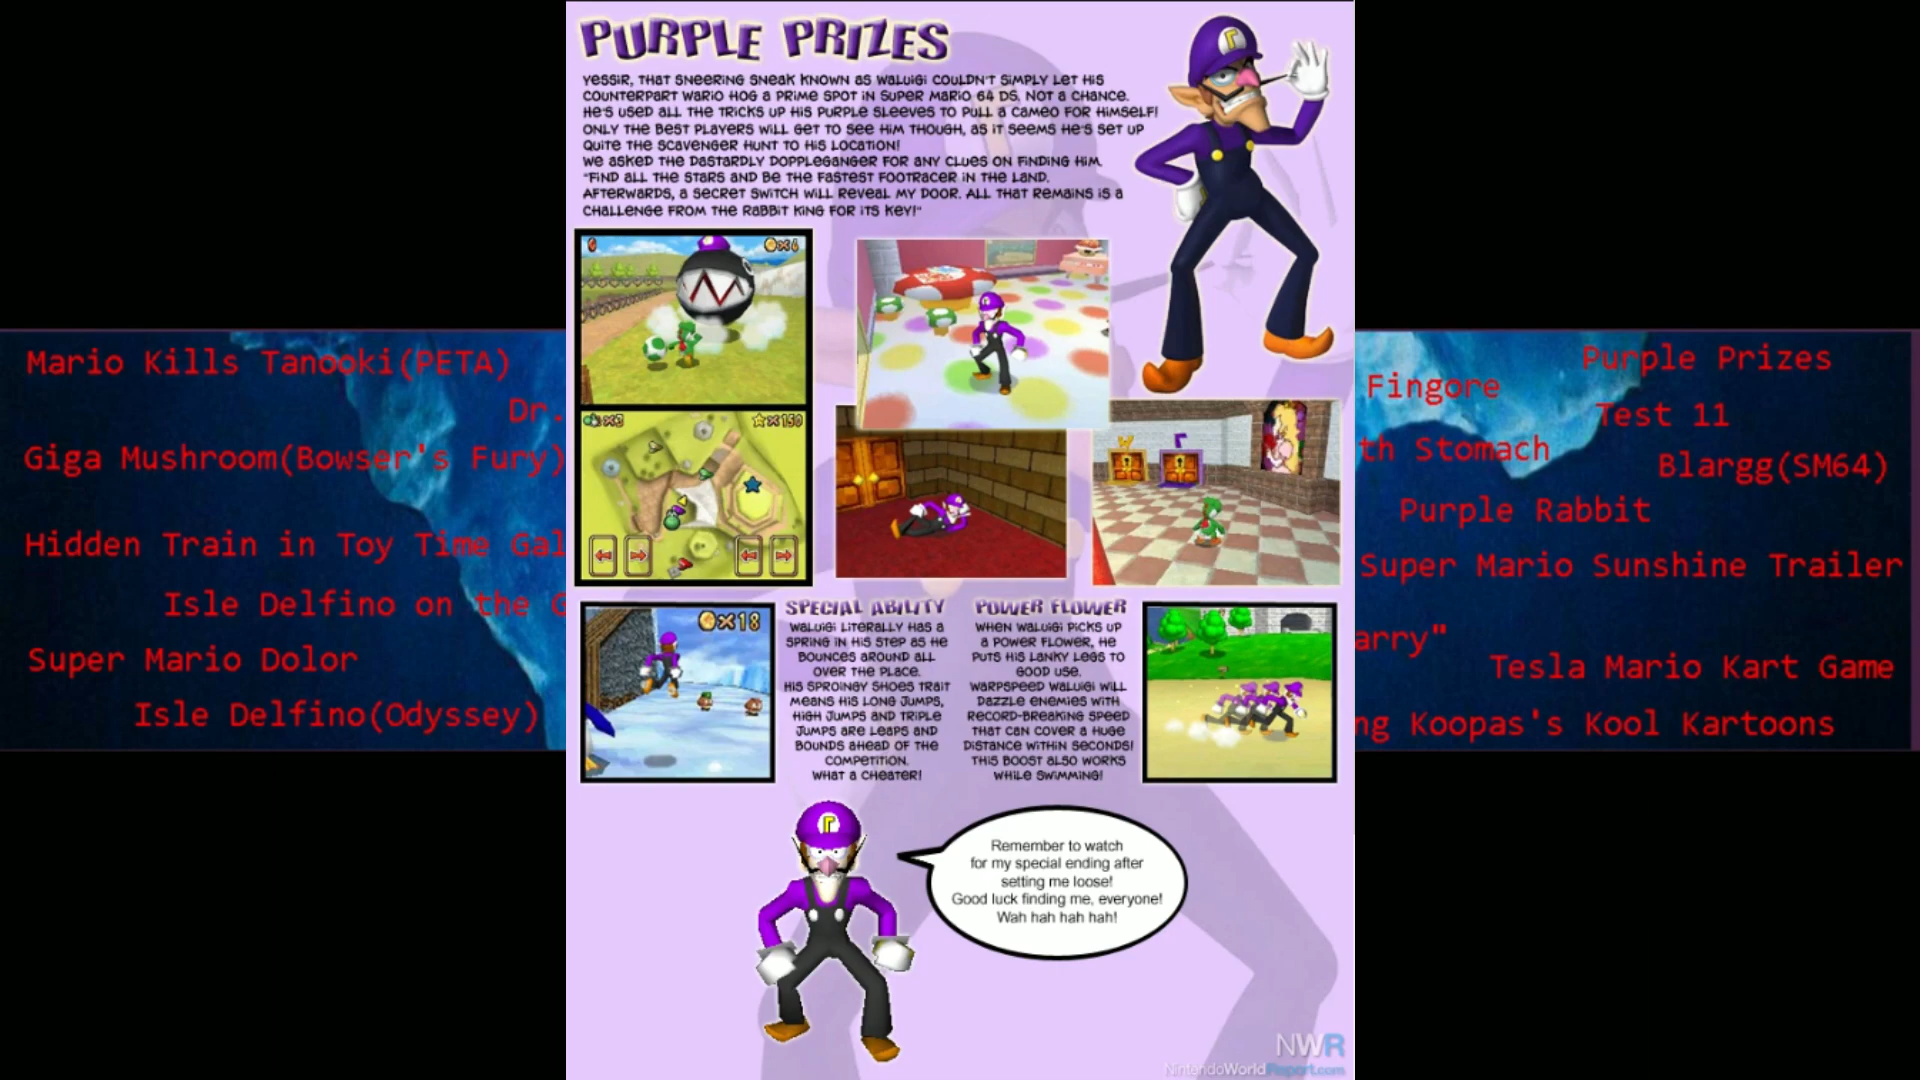 PURPLE PRIZES
YESSIR, THAT SNEERING SNEAK KNOWN AS WALUIGI COULDN'T SIMPLY LET HIS
COUNTERPART WARIO HOG A PRIME SPOT IN SUPER MARIO 64 DS. NOT A CHANCE.
HE'S USED ALL THE TRICKS UP HIS PURPLE SLEEVES TO PULL A CAMEO FOR HIMSELF!
ONLY THE BEST PLAYERS WILL GET TO SEE HIM THOUGH, AS IT SEEMS HE'S SET UP
QUITE THE SCAVENGER HUNT TO HIS LOCATION!
WE ASKED THE DASTARDLY DOPPLEGANGER FOR ANY CLUES ON FINDING HIM.
"FIND ALL THE STARS AND BE THE FASTEST FOOTRACER IN THE LAND.
AFTERWARDS, A SECRET SWITCH WILL REVEAL MY DOOR. ALL THAT REMAINS IS A
CHALLENGE FROM THE RABBIT KING FOR ITS KEY!"
×6
×5
×150
×18
SPECIAL ABILITY
WALUIGI LITERALLY HAS A
SPRING IN HIS STEP AS HE
BOUNCES AROUND ALL
OVER THE PLACE.
HIS SPROINGY SHOES TRAIT
MEANS HIS LONG JUMPS,
HIGH JUMPS AND TRIPLE
JUMPS ARE LEAPS AND
BOUNDS AHEAD OF THE
COMPETITION.
WHAT A CHEATER!
POWER FLOWER
WHEN WALUIGI PICKS UP
A POWER FLOWER, HE
PUTS HIS LANKY LEGS TO
GOOD USE.
WARPSPEED WALUIGI WILL
DAZZLE ENEMIES WITH
RECORD-BREAKING SPEED
THAT CAN COVER A HUGE
DISTANCE WITHIN SECONDS!
THIS BOOST ALSO WORKS
WHILE SWIMMING!
Remember to watch
for my special ending after
setting me loose!
Good luck finding me, everyone!
Wah hah hah hah!
NWR
NintendoWorldReport.com
Mario Kills Tanooki(PETA)
Dr.
Giga Mushroom(Bowser's Fury)
Hidden Train in Toy Time Gal
Isle Delfino on the G
Super Mario Dolor
Isle Delfino(Odyssey)
Purple Prizes
Fingore
Test 11
th Stomach
Blargg(SM64)
Purple Rabbit
Super Mario Sunshine Trailer
arry"
Tesla Mario Kart Game
ng Koopas's Kool Kartoons